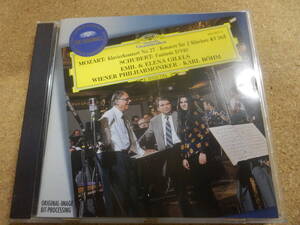 MOZART: Klavierkonzert No. 27 · Konzert für 2 Klaviere KV 365
SCHUBERT: Fantasie D 940
EMIL & ELENA GILELS
WIENER PHILHARMONIKER · KARL BÖHM
ORIGINAL-IMAGE
BIT-PROCESSING